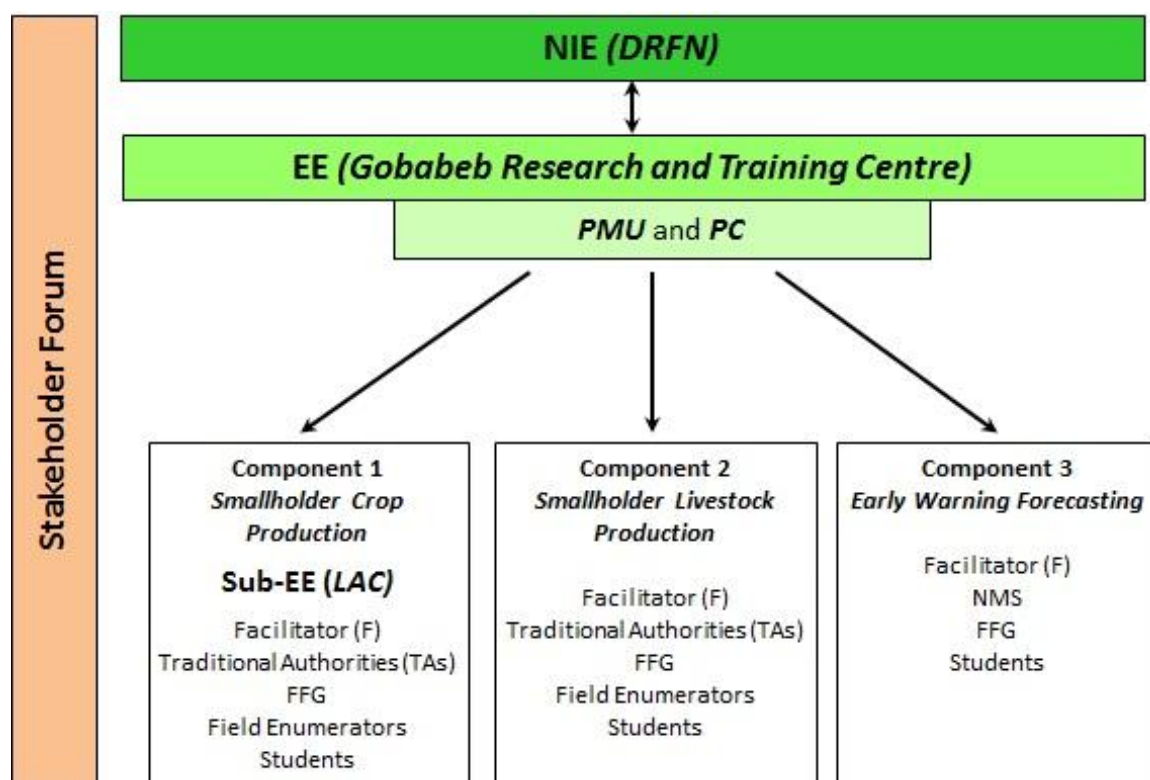 Stakeholder Forum
NIE (DRFN)
EE (Gobabeb Research and Training Centre)
PMU and PC
Component 1
Smallholder Crop
Production
Sub-EE (LAC)
Facilitator (F)
Traditional Authorities (TAs)
FFG
Field Enumerators
Students
Component 2
Smallholder Livestock
Production
Facilitator (F)
Traditional Authorities (TAs)
FFG
Field Enumerators
Students
Component 3
Early Warning Forecasting
Facilitator (F)
NMS
FFG
Students